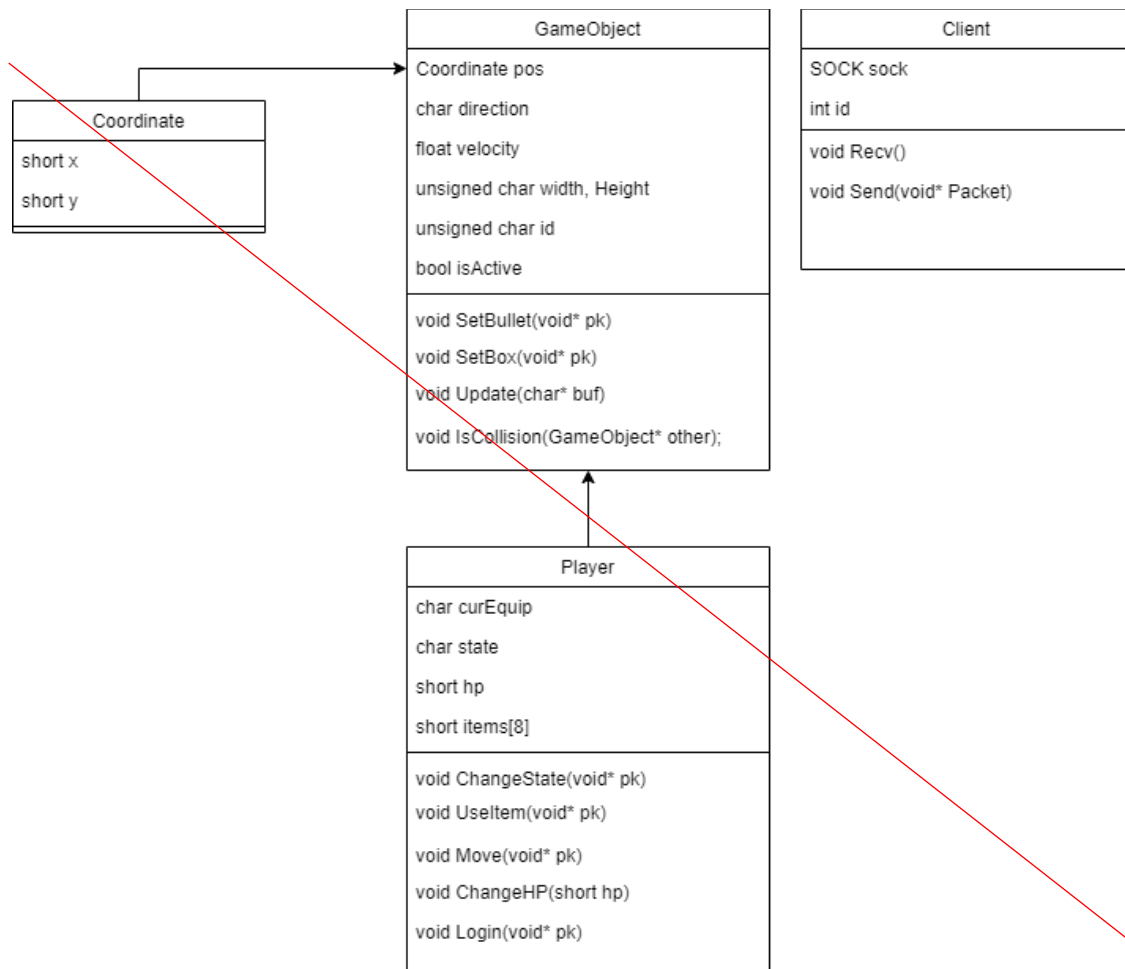 GameObject
Coordinate pos
char direction
float velocity
unsigned char width, Height
unsigned char id
bool isActive
void SetBullet(void* pk)
void SetBox(void* pk)
void Update(char* buf)
void IsCollision(GameObject* other);
Client
SOCK sock
int id
void Recv()
void Send(void* Packet)
Coordinate
short x
short y
Player
char curEquip
char state
short hp
short items[8]
void ChangeState(void* pk)
void UseItem(void* pk)
void Move(void* pk)
void ChangeHP(short hp)
void Login(void* pk)